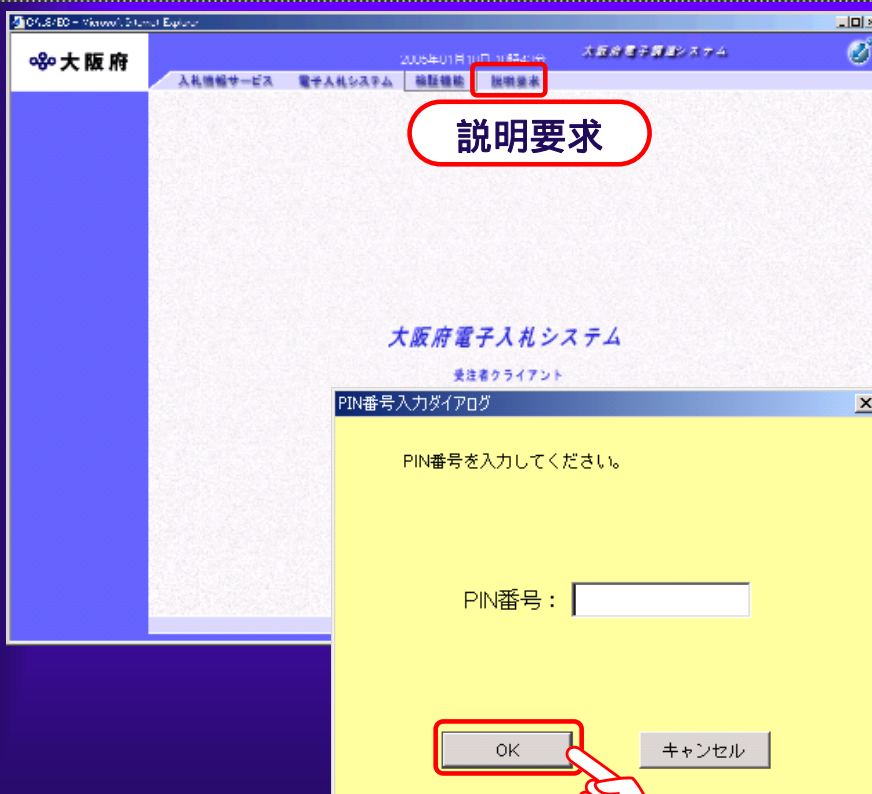 大阪府
大阪府電子調達システム
入札情報サービス 電子入札システム 検証機能 説明要求
説明要求
大阪府電子入札システム
受注者クライアント
PIN番号入力ダイアログ
PIN番号を入力してください。
PIN番号：
OK キャンセル